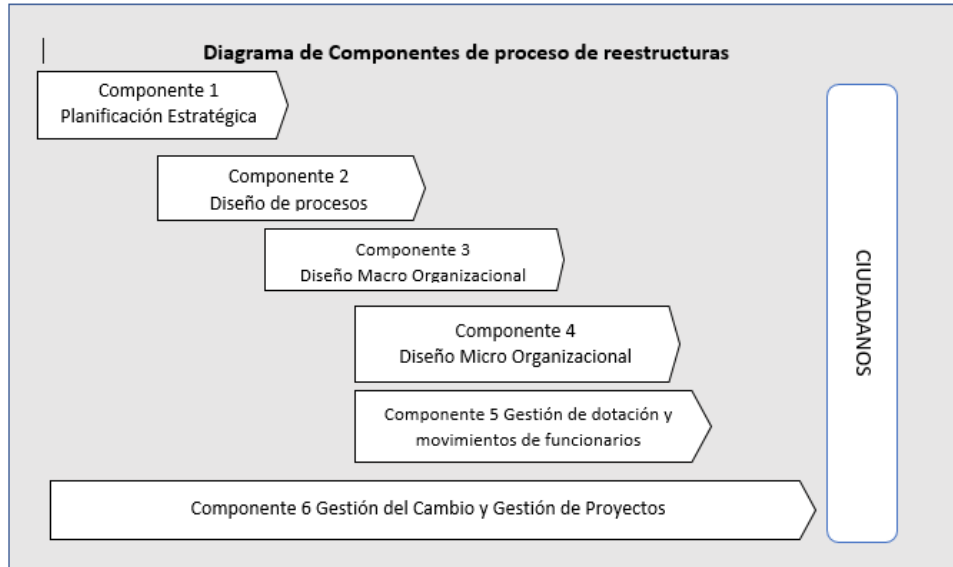 Diagrama de Componentes de proceso de reestructuras
Componente 1
Planificación Estratégica
Componente 2
Diseño de procesos
Componente 3
Diseño Macro Organizacional
Componente 4
Diseño Micro Organizacional
Componente 5 Gestión de dotación y
movimientos de funcionarios
Componente 6 Gestión del Cambio y Gestión de Proyectos
CIUDADANOS